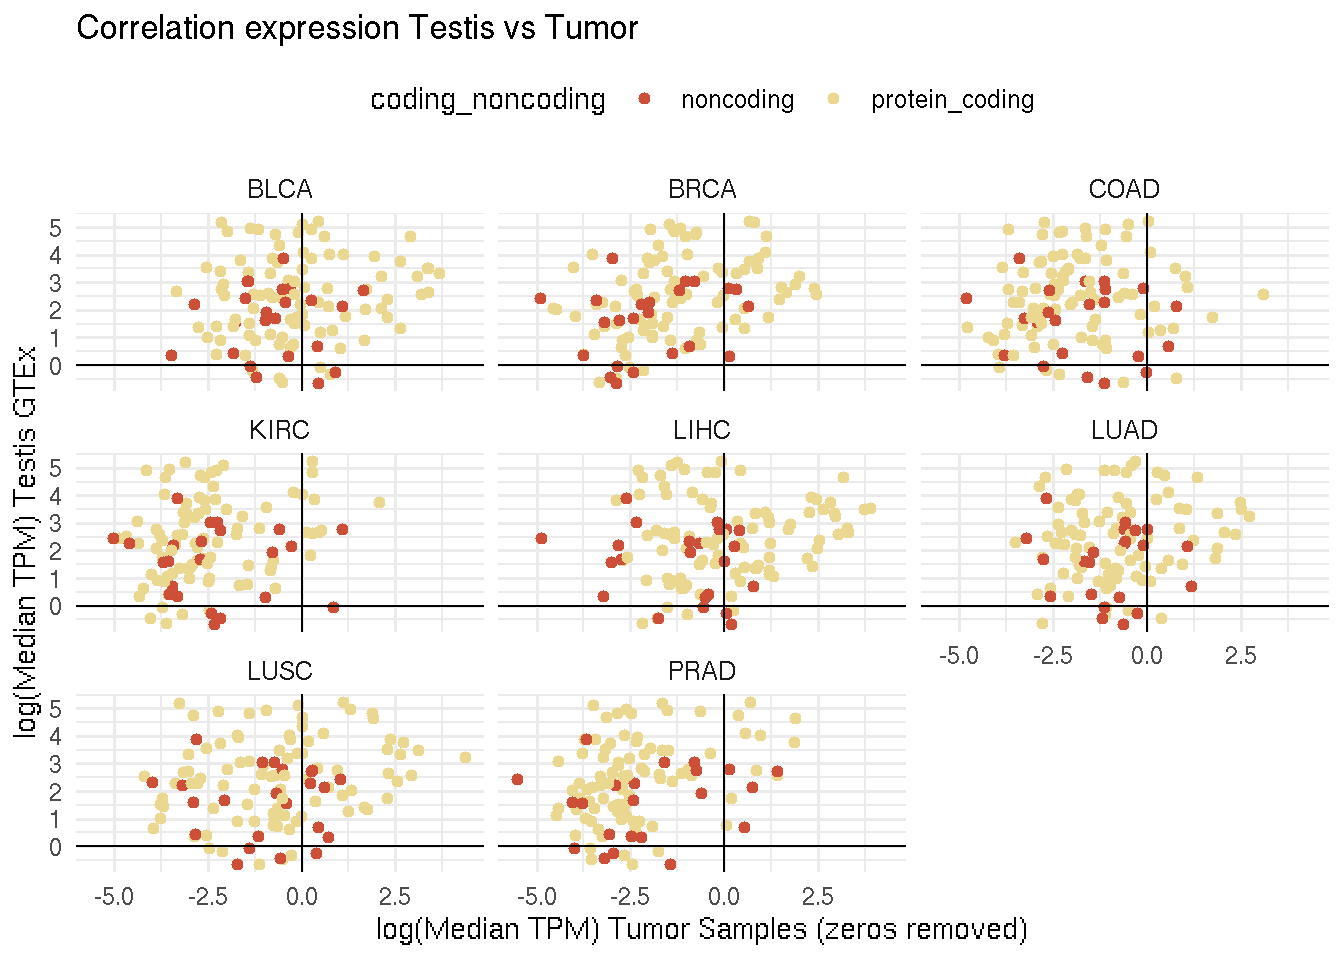 Correlation expression Testis vs Tumor
coding_noncoding noncoding protein_coding
BLCA BRCA COAD
5
4
3
2
1
0
KIRC LIHC LUAD
5
4
3
2
1
0
-5.0 -2.5 0.0 2.5
LUSC PRAD
5
4
3
2
1
0
-5.0 -2.5 0.0 2.5 -5.0 -2.5 0.0 2.5
log(Median TPM) Tumor Samples (zeros removed)
log(Median TPM) Testis GTEx